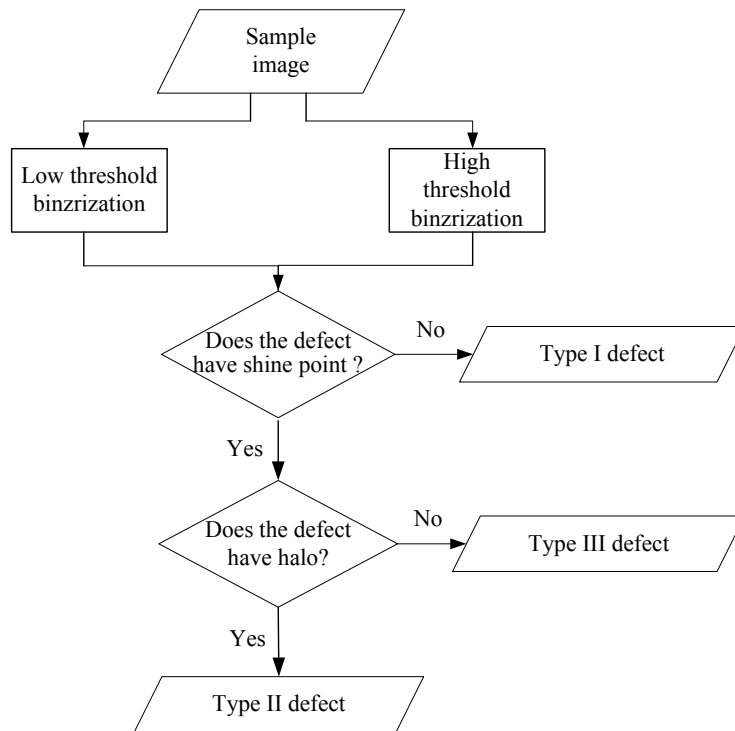 Sample
image
Low threshold
binzrization
High
threshold
binzrization
Does the defect
have shine point ?
No
Type I defect
Yes
Does the defect
have halo?
No
Type III defect
Yes
Type II defect